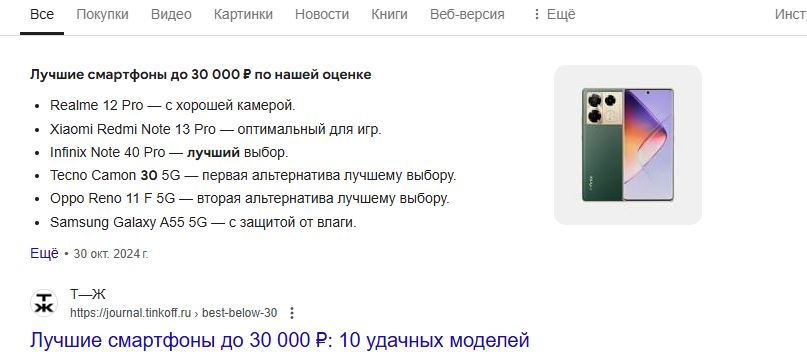 Все Покупки Видео Картинки Новости Книги Веб-версия Ещё Инст
Лучшие смартфоны до 30 000 ₽ по нашей оценке
Realme 12 Pro — с хорошей камерой.
Xiaomi Redmi Note 13 Pro — оптимальный для игр.
Infinix Note 40 Pro — лучший выбор.
Tecno Camon 30 5G — первая альтернатива лучшему выбору.
Oppo Reno 11 F 5G — вторая альтернатива лучшему выбору.
Samsung Galaxy A55 5G — с защитой от влаги.
Ещё • 30 окт. 2024 г.
Т—Ж
https://journal.tinkoff.ru › best-below-30
Лучшие смартфоны до 30 000 ₽: 10 удачных моделей